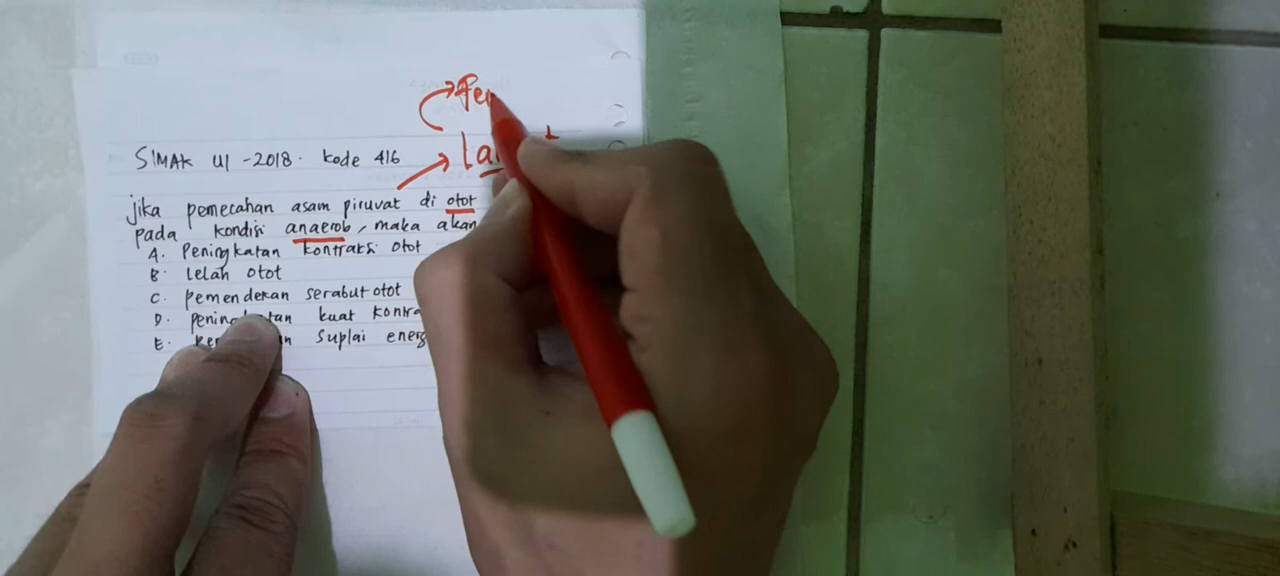 SIMAK UI - 2018. kode 416
jika pemecahan asam piruvat di otot
pada kondisi anaerob, maka akan
A. Peningkatan kontraksi otot
B. Lelah otot
C. pemendekan serabut otot
D. kuat
E. suplai